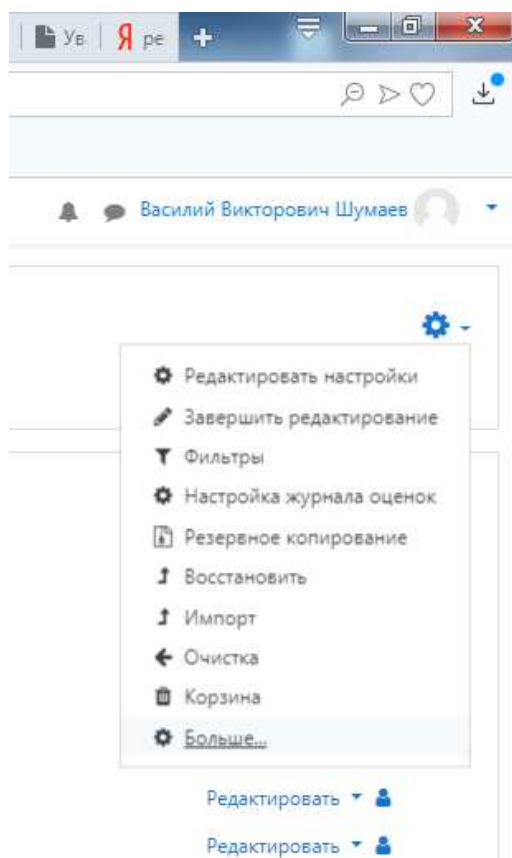 Ув Я ре
Василий Викторович Шумаев
Редактировать настройки
Завершить редактирование
Фильтры
Настройка журнала оценок
Резервное копирование
Восстановить
Импорт
Очистка
Корзина
Больше...
Редактировать
Редактировать